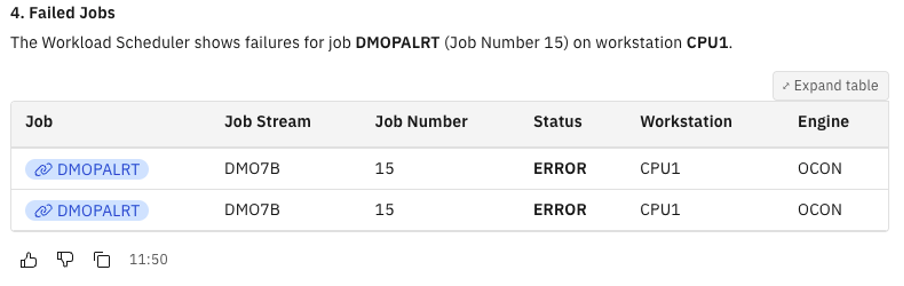 4. Failed Jobs
The Workload Scheduler shows failures for job DMOPALRT (Job Number 15) on workstation CPU1.
Expand table
Job Job Stream Job Number Status Workstation Engine
DMOPALRT DMO7B 15 ERROR CPU1 OCON
DMOPALRT DMO7B 15 ERROR CPU1 OCON
11:50